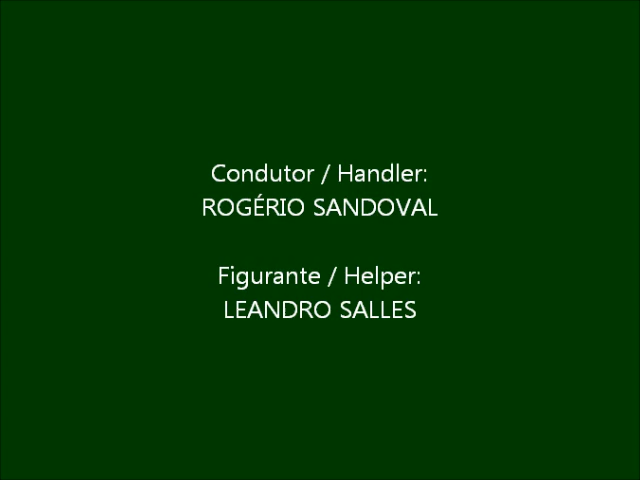 Condutor / Handler:
ROGÉRIO SANDOVAL
Figurante / Helper:
LEANDRO SALLES